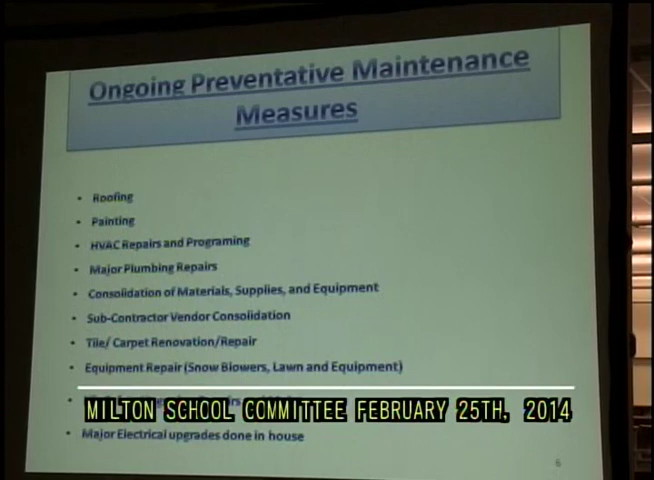 Ongoing Preventative Maintenance
Measures
• Roofing
• Painting
• HVAC Repairs and Programing
• Major Plumbing Repairs
• Consolidation of Materials, Supplies, and Equipment
• Sub-Contractor Vendor Consolidation
• Tile/ Carpet Renovation/Repair
• Equipment Repair (Snow Blowers, Lawn and Equipment)
MILTON SCHOOL COMMITTEE FEBRUARY 25TH, 2014
• Major Electrical upgrades done in house
6